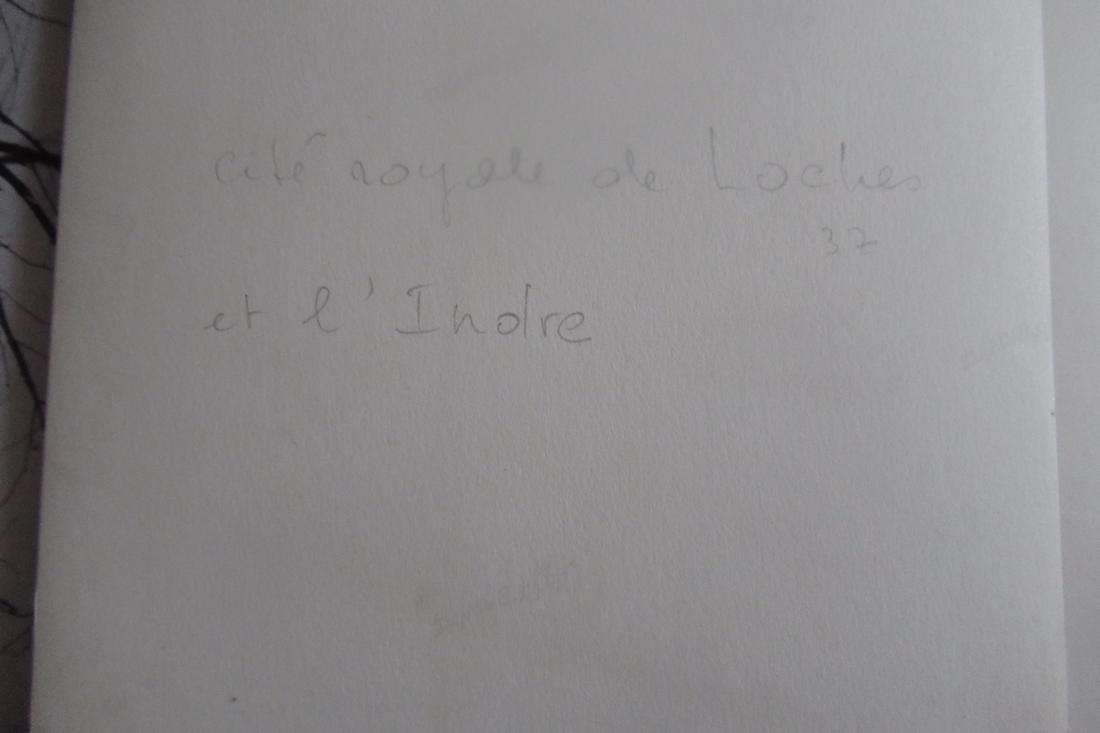 cité royale de Loches
37
et l'Indre